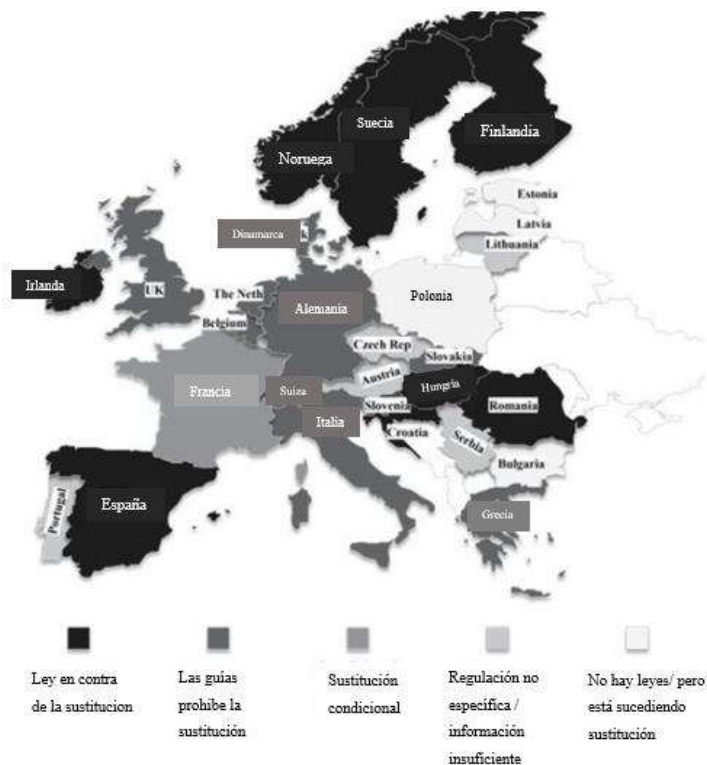 Suecia
Finlandia
Noruega
Estonia
Latvia
Dinamarca
k
Lithuania
Irlanda
UK
The Neth
Alemania
Polonia
Belgium
Czech Rep
Slovakia
Austria
Francia
Suiza
Hungría
Slovenia
Romania
Italia
Croatia
Serbia
Bulgaria
Portugal
España
Grecia
Ley en contra
de la sustitucion
Las guías
prohibe la
sustitución
Sustitución
condicional
Regulación no
específica /
información
insuficiente
No hay leyes/ pero
está sucediendo
sustitución